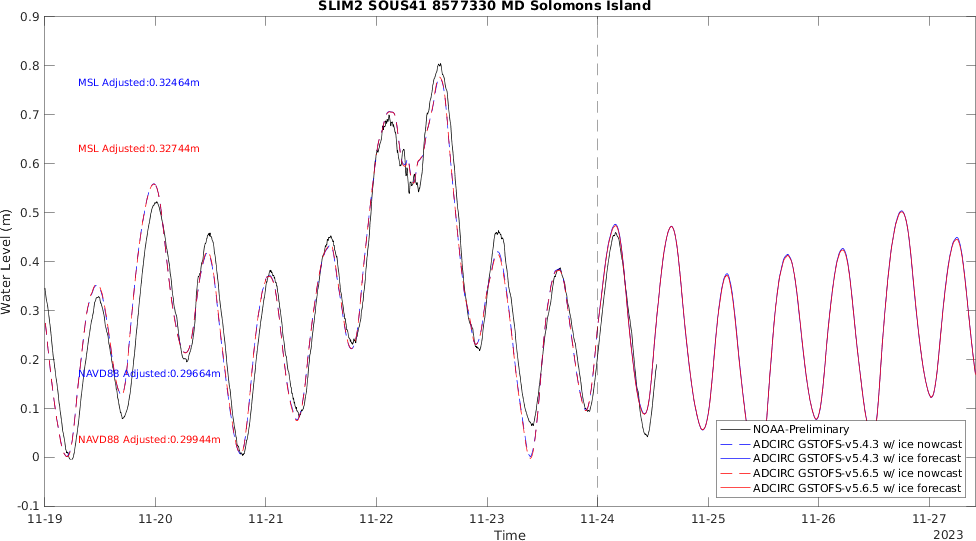 SLIM2 SOUS41 8577330 MD Solomons Island
0.9
0.8
0.7
0.6
0.5
0.4
0.3
0.2
0.1
0
-0.1
Water Level (m)
MSL Adjusted:0.32464m
MSL Adjusted:0.32744m
NAVD88 Adjusted:0.29664m
NAVD88 Adjusted:0.29944m
NOAA-Preliminary
ADCIRC GSTOFS-v5.4.3 w/ ice nowcast
ADCIRC GSTOFS-v5.4.3 w/ ice forecast
ADCIRC GSTOFS-v5.6.5 w/ ice nowcast
ADCIRC GSTOFS-v5.6.5 w/ ice forecast
11-19 11-20 11-21 11-22 11-23 11-24 11-25 11-26 11-27
Time
2023